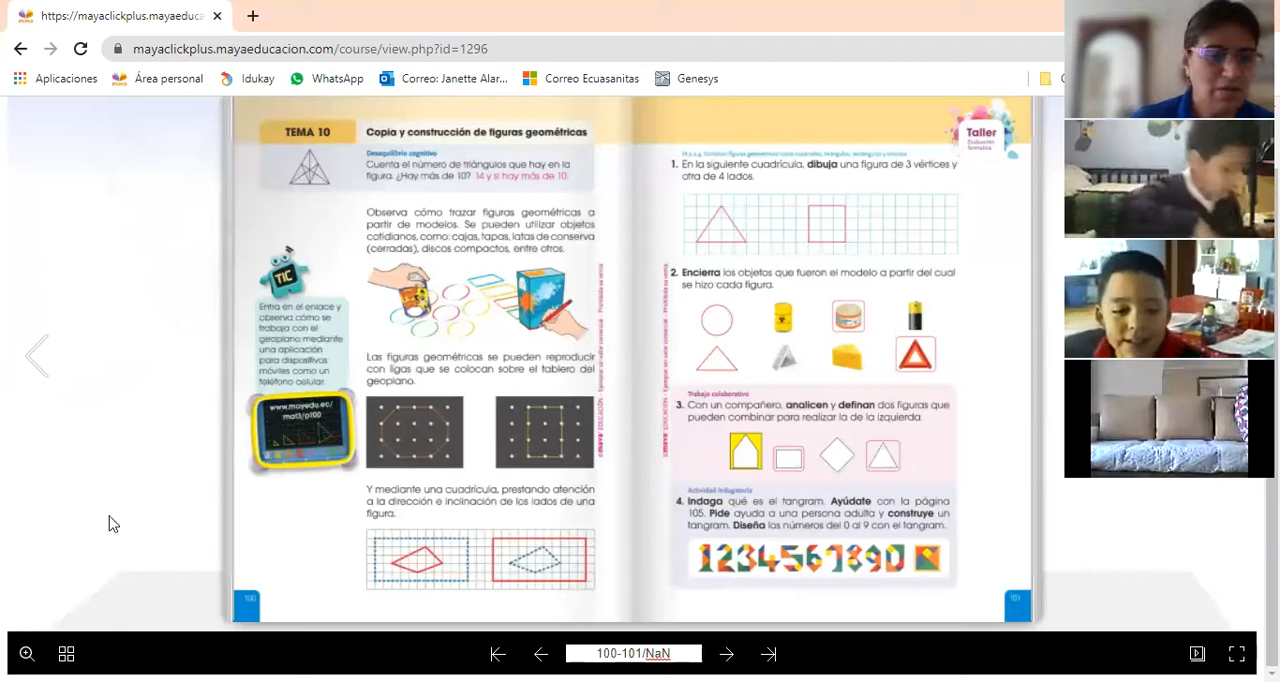 https://mayaclickplus.mayaeduca
mayaclickplus.mayaeducacion.com/course/view.php?id=1296
Aplicaciones
Área personal
Idukay
WhatsApp
Correo: Janette Alar...
Correo Ecuasanitas
Genesys
TEMA 10
Copia y construcción de figuras geométricas
Desequilibrio cognitivo
Cuenta el número de triángulos que hay en la
figura. ¿Hay más de 10? 14 y si hay más de 10.
Observa cómo trazar figuras geométricas a
partir de modelos. Se pueden utilizar objetos
cotidianos, como: cajas, tapas, latas de conserva
(cerradas), discos compactos, entre otros.
TIC
Entra en el enlace y
observa cómo se
trabaja con el
geoplano mediante
una aplicación
para dispositivos
móviles como un
teléfono celular.
www.mayedu.ec/
mat3/p100
Las figuras geométricas se pueden reproducir
con ligas que se colocan sobre el tablero del
geoplano.
Y mediante una cuadrícula, prestando atención
a la dirección e inclinación de los lados de una
figura.
100
Taller
Evaluación
formativa
1. En la siguiente cuadrícula, dibuja una figura de 3 vértices y
otra de 4 lados.
2. Encierra los objetos que fueron el modelo a partir del cual
se hizo cada figura.
Trabajo colaborativo
3. Con un compañero, analicen y definan dos figuras que
pueden combinar para realizar la de la izquierda.
Actividad indagatoria
4. Indaga qué es el tangram. Ayúdate con la página
105. Pide ayuda a una persona adulta y construye un
tangram. Diseña los números del 0 al 9 con el tangram.
1234567890
101
100-101/NaN